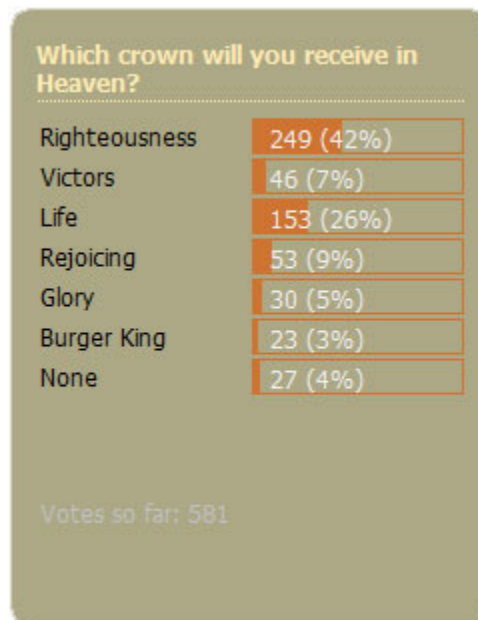 Which crown will you receive in
Heaven?
Righteousness 249 (42%)
Victors 46 (7%)
Life 153 (26%)
Rejoicing 53 (9%)
Glory 30 (5%)
Burger King 23 (3%)
None 27 (4%)
Votes so far: 581